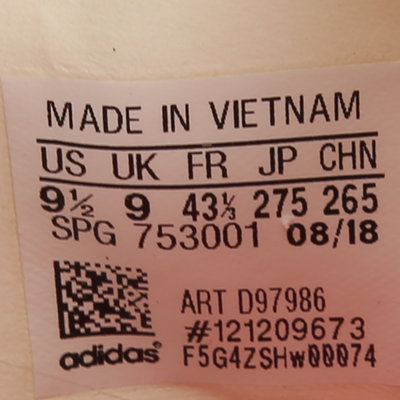 MADE IN VIETNAM
US UK FR JP CHN
9½ 9 43⅓ 275 265
SPG 753001 08/18
ART D97986
#121209673
adidas® F5G4ZSHW00074